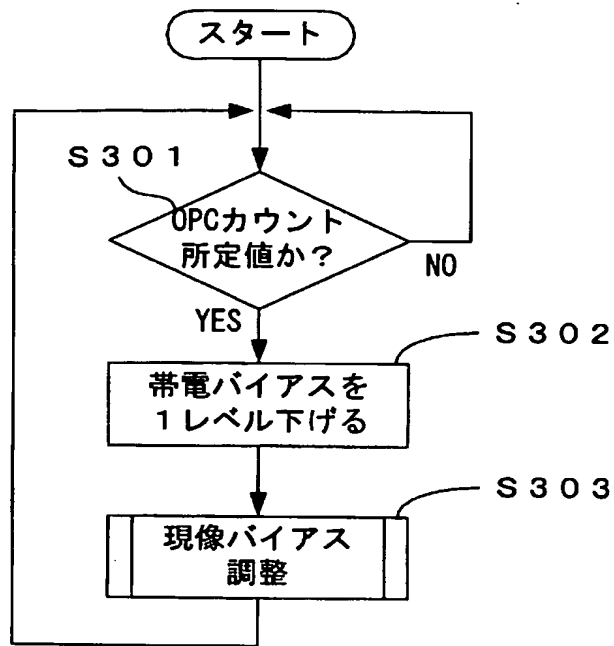 スタート
S301
OPCカウント
所定値か?
NO
YES
S302
帯電バイアスを
1レベル下げる
S303
現像バイアス
調整